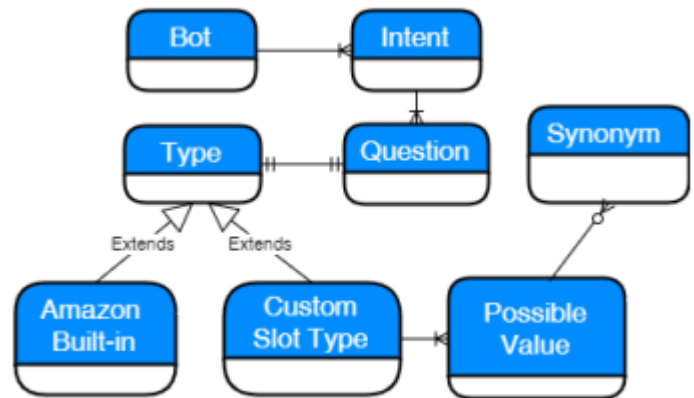 Bot
Intent
Type
Question
Synonym
Extends
Extends
Amazon
Built-in
Custom
Slot Type
Possible
Value